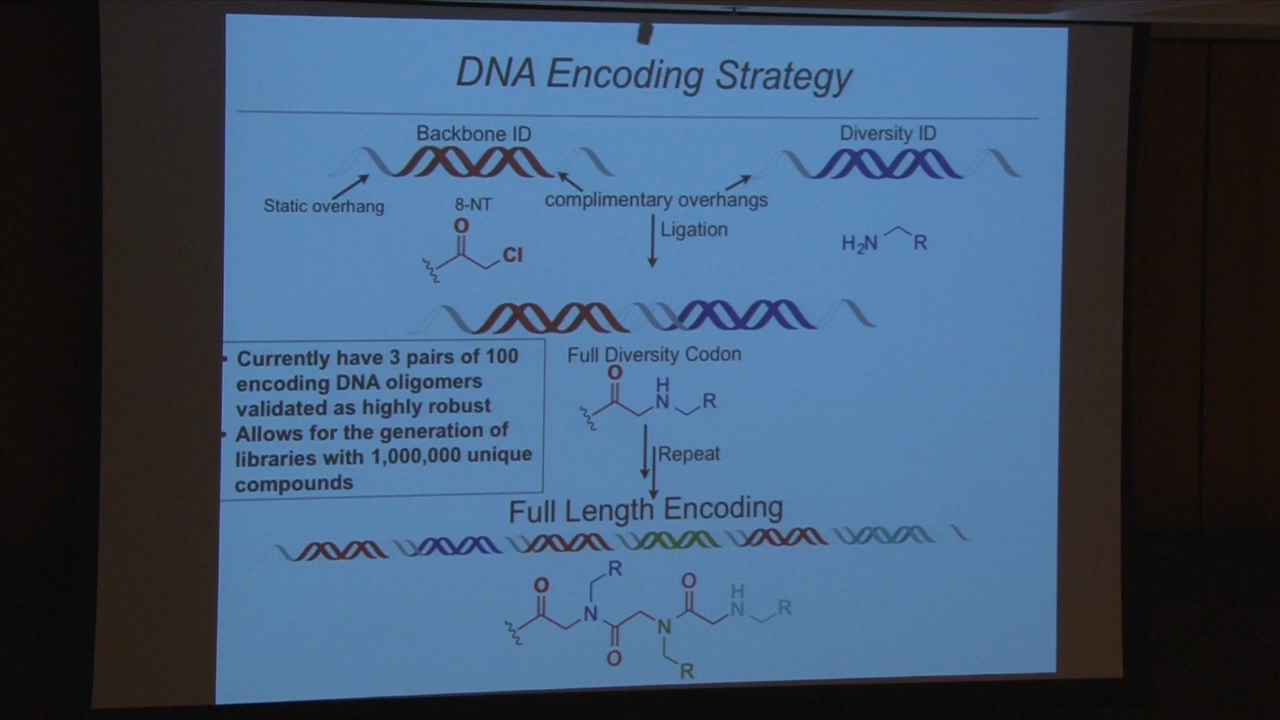 DNA Encoding Strategy
Backbone ID
Diversity ID
Static overhang
8-NT
complimentary overhangs
Ligation
O
Cl
H2N
R
• Currently have 3 pairs of 100
encoding DNA oligomers
validated as highly robust
• Allows for the generation of
libraries with 1,000,000 unique
compounds
Full Diversity Codon
O
H
N
R
Repeat
Full Length Encoding
R
O
N
O
N
R
O
H
N
R